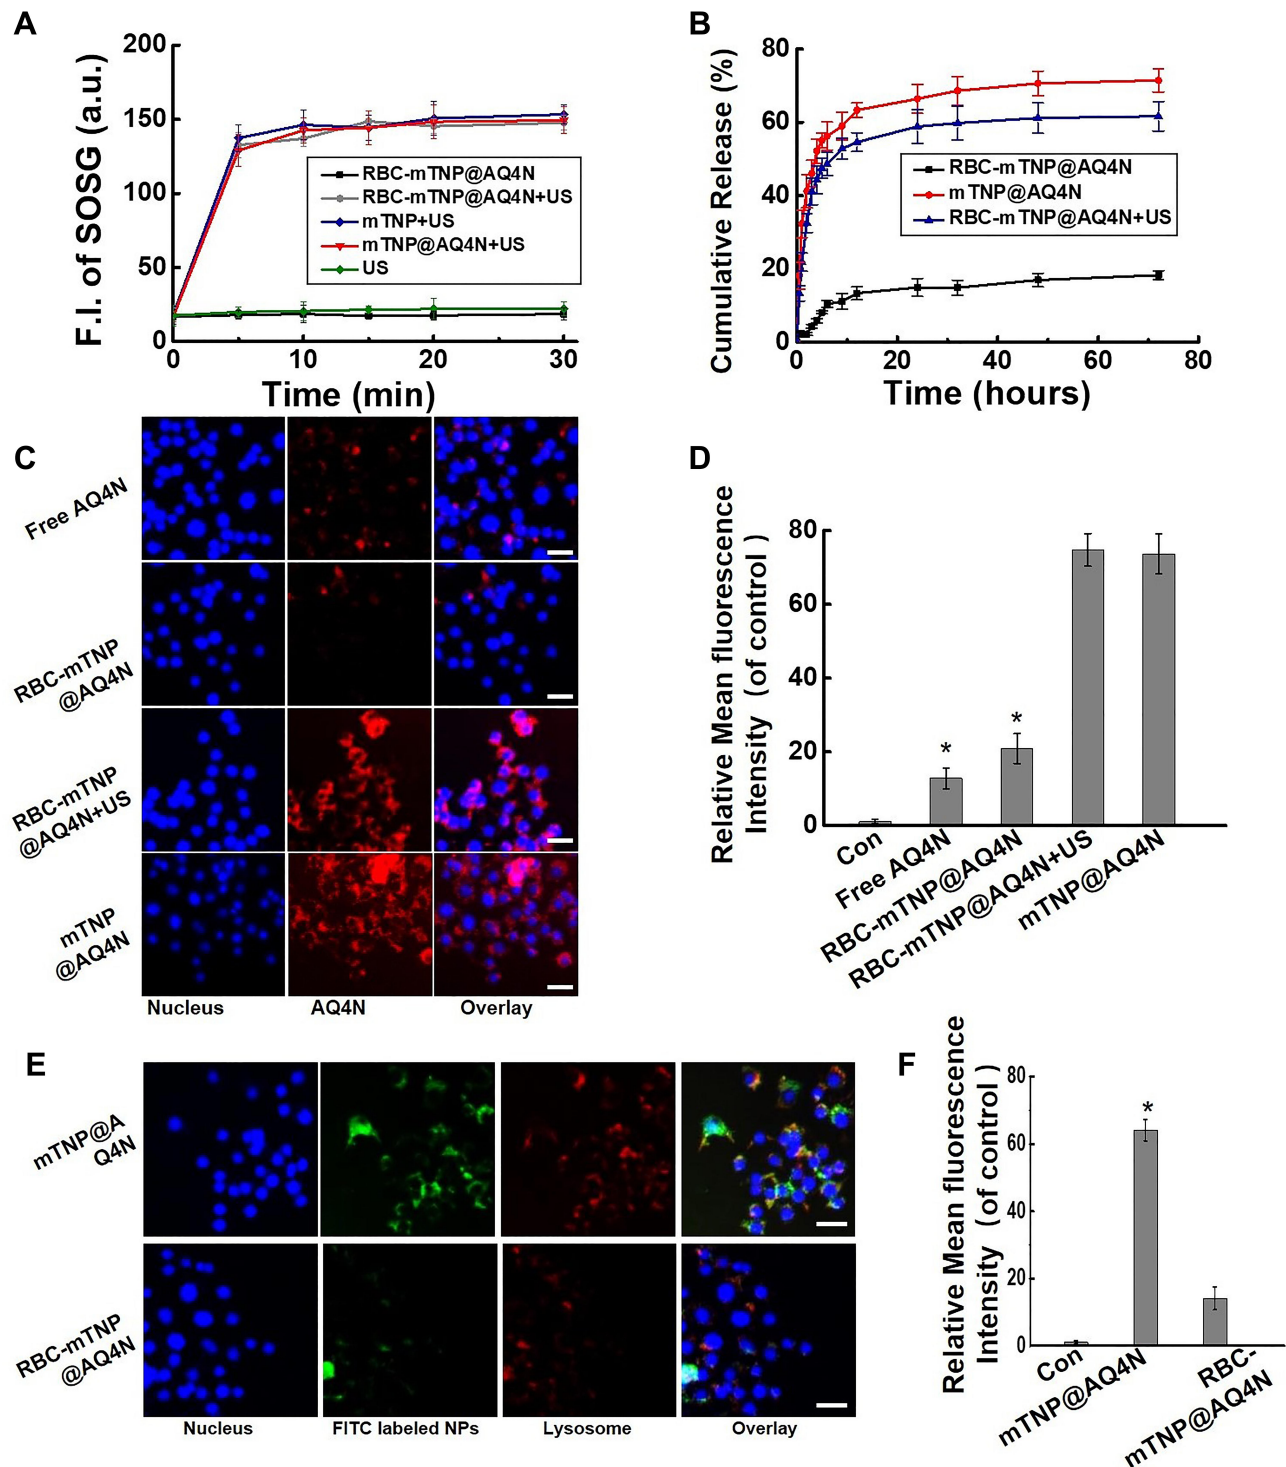 A
200
150
100
50
0
F.I. of SOSG (a.u.)
RBC-mTNP@AQ4N
RBC-mTNP@AQ4N+US
mTNP+US
mTNP@AQ4N+US
US
0
10
20
30
Time (min)
B
80
60
40
20
0
Cumulative Release (%)
RBC-mTNP@AQ4N
mTNP@AQ4N
RBC-mTNP@AQ4N+US
0
20
40
60
80
Time (hours)
C
Free AQ4N
RBC-mTNP
@AQ4N
RBC-mTNP
@AQ4N+US
mTNP
@AQ4N
Nucleus
AQ4N
Overlay
D
Relative Mean fluorescence
Intensity (of control )
80
60
40
20
0
*
*
Con
Free AQ4N
RBC-mTNP@AQ4N
RBC-mTNP@AQ4N+US
mTNP@AQ4N
E
mTNP@A
Q4N
RBC-mTNP
@AQ4N
Nucleus
FITC labeled NPs
Lysosome
Overlay
F
Relative Mean fluorescence
Intensity (of control )
80
60
40
20
0
*
Con
mTNP@AQ4N
RBC-
mTNP@AQ4N